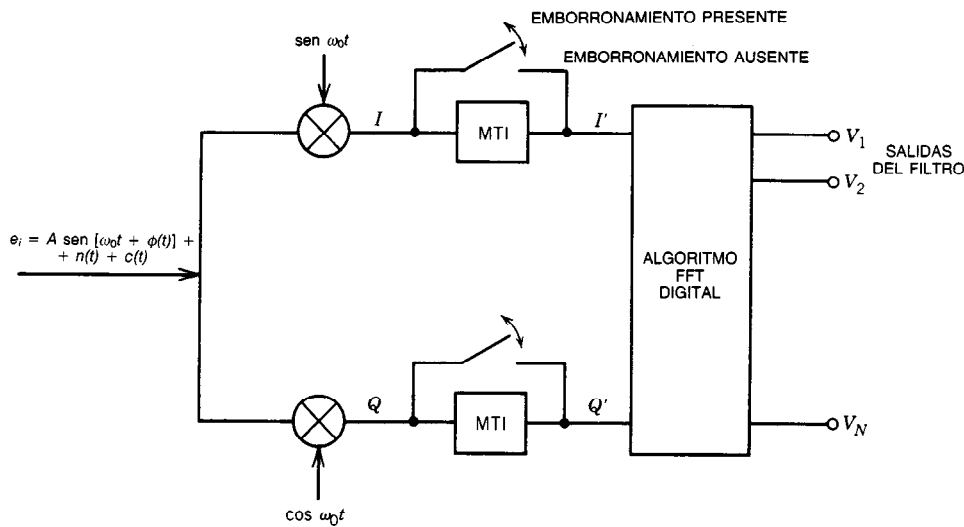 EMBORRONAMIENTO PRESENTE
sen ω₀t
EMBORRONAMIENTO AUSENTE
I
MTI
I'
V₁
SALIDAS
DEL FILTRO
V₂
eᵢ = A sen [ω₀t + ϕ(t)] +
+ n(t) + c(t)
ALGORITMO
FFT
DIGITAL
Q
MTI
Q'
V_N
cos ω₀t